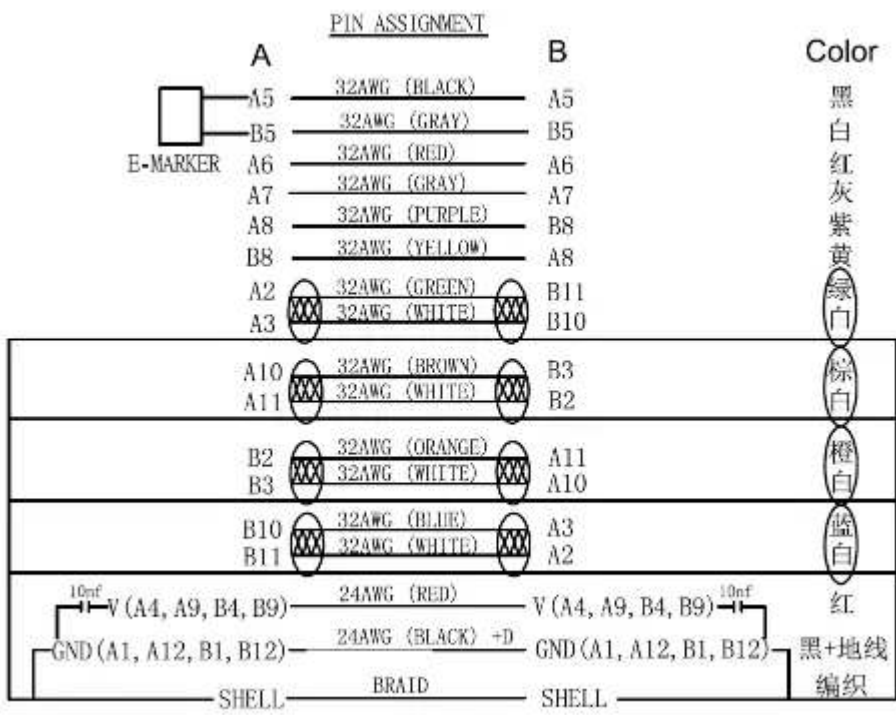 PIN ASSIGNMENT
A B Color
A5 32AWG (BLACK) A5 黑
B5 32AWG (GRAY) B5 白
E-MARKER A6 32AWG (RED) A6 红
A7 32AWG (GRAY) A7 灰
A8 32AWG (PURPLE) B8 紫
B8 32AWG (YELLOW) A8 黄
A2 32AWG (GREEN) B11 绿
A3 32AWG (WHITE) B10 白
A10 32AWG (BROWN) B3 棕
A11 32AWG (WHITE) B2 白
B2 32AWG (ORANGE) A11 橙
B3 32AWG (WHITE) A10 白
B10 32AWG (BLUE) A3 蓝
B11 32AWG (WHITE) A2 白
10nf V(A4, A9, B4, B9) 24AWG (RED) V(A4, A9, B4, B9) 10nf 红
GND(A1, A12, B1, B12) 24AWG (BLACK) +D GND(A1, A12, B1, B12) 黑+地线
SHELL BRAID SHELL 编织